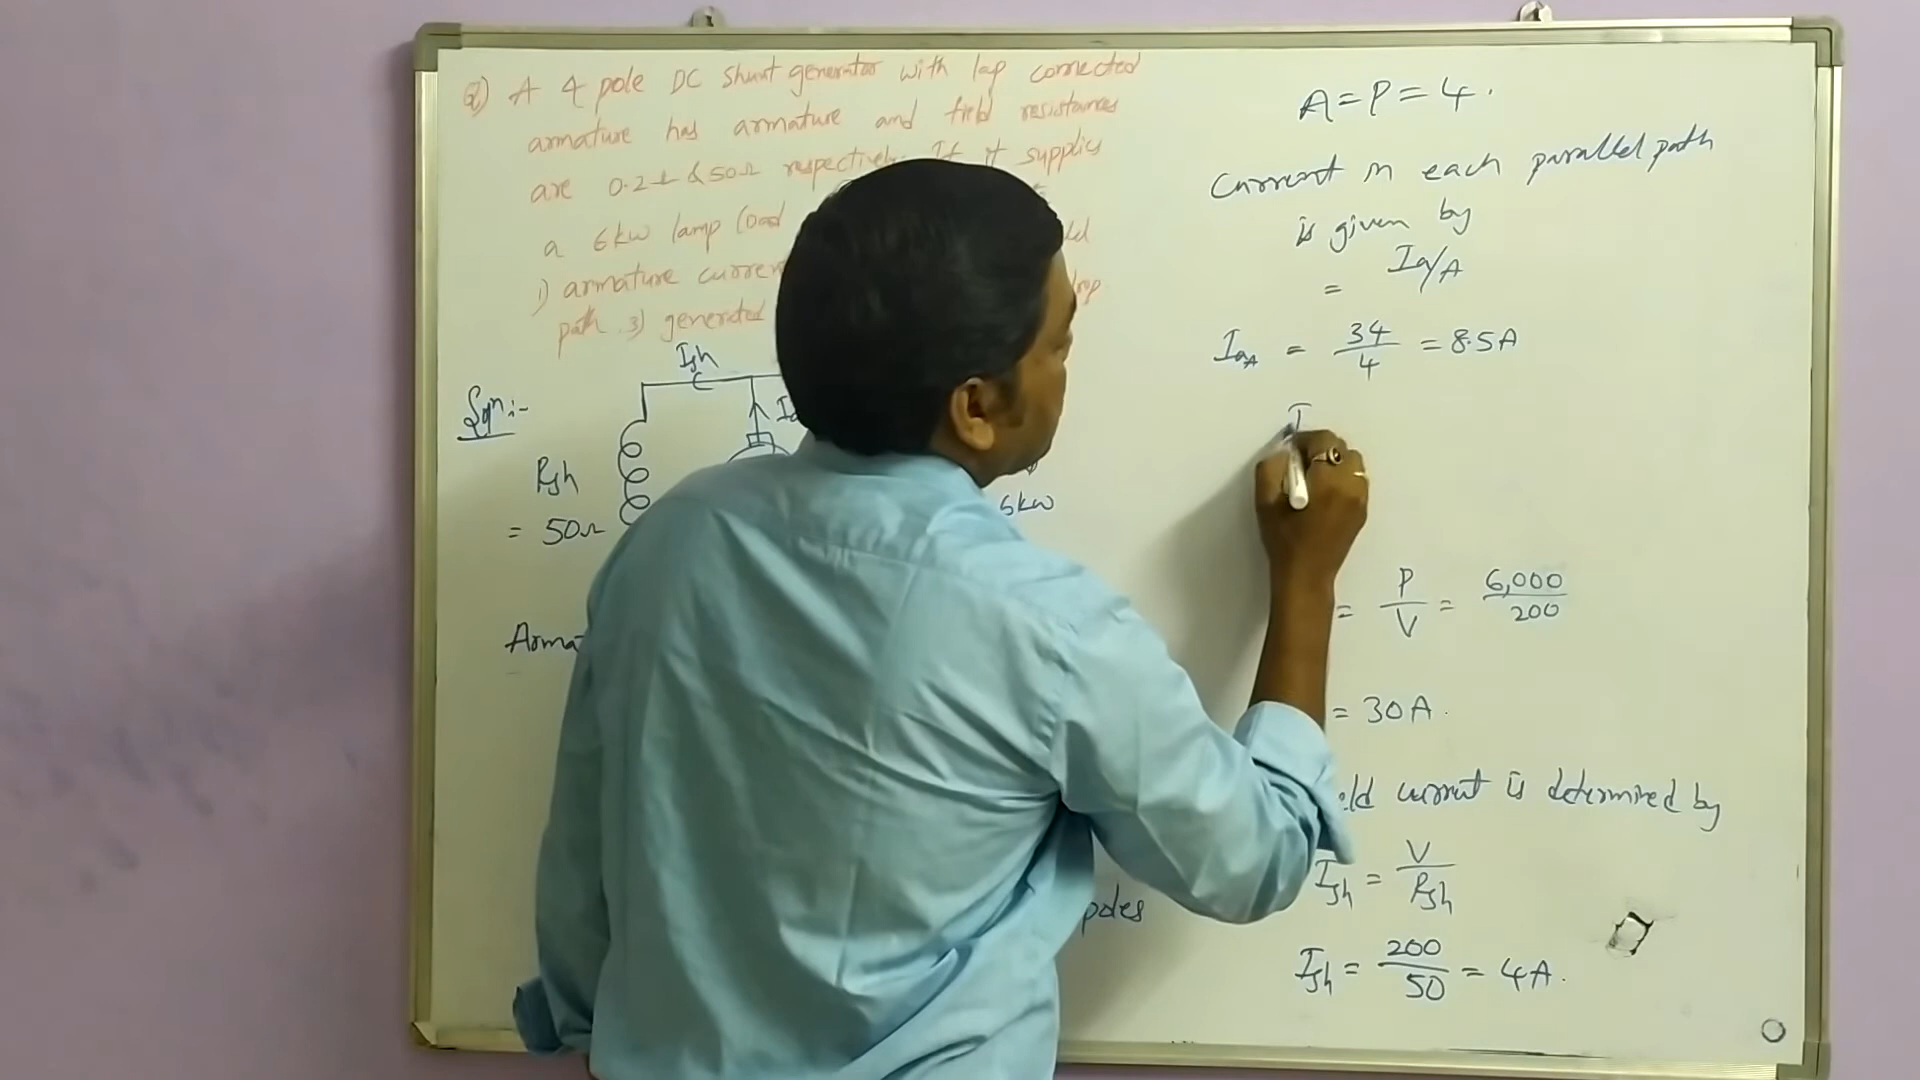 Q) A 4 pole DC shunt generator with lap connected
armature has armature and field resistances
are 0.2Ω & 50Ω respectively. If it supplies
a 6kW lamp load
1) armature current
path. 3) generated
Ish
Soln:-
Rsh
= 50Ω
6kW
poles
A = P = 4.
Current in each parallel path
is given by
= Ia/A
IaA = 34/4 = 8.5A
I
= P/V = 6,000/200
= 30A.
current is determined by
Ish = V/Rsh
Ish = 200/50 = 4A.